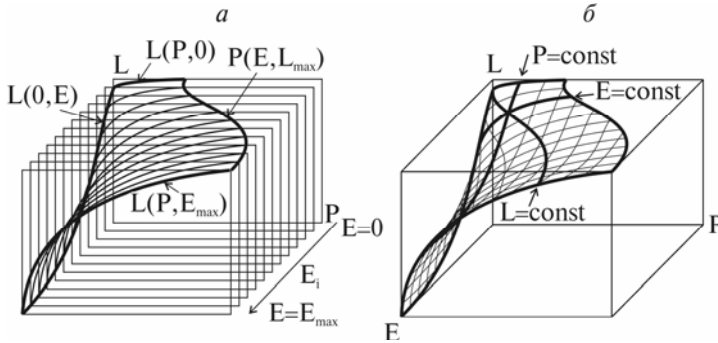 а
L
L(P,0)
P(E,Lmax)
L(0,E)
L(P,Emax)
P
E=0
Ei
E=Emax
б
L
P=const
E=const
L=const
E